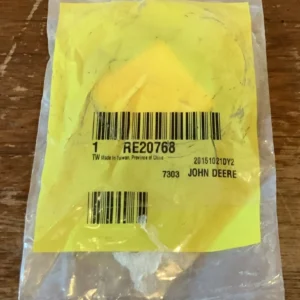 1 RE20768
TW Made in Taiwan, Province of China
20151021DY2
7303 JOHN DEERE